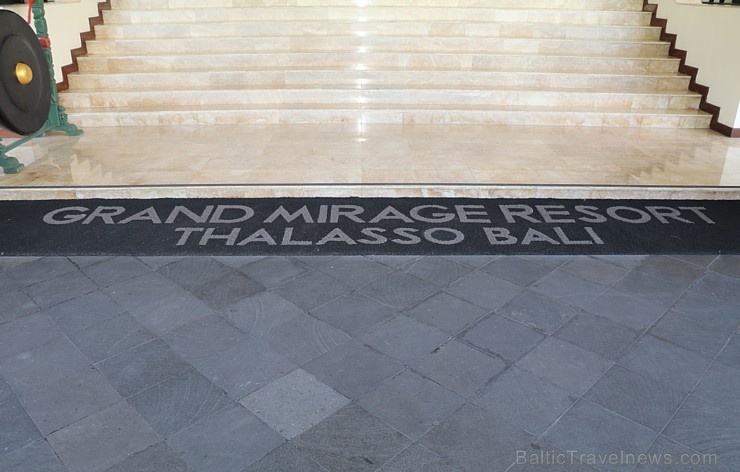 GRAND MIRAGE RESORT
THALASSO BALI
BalticTravelnews.com